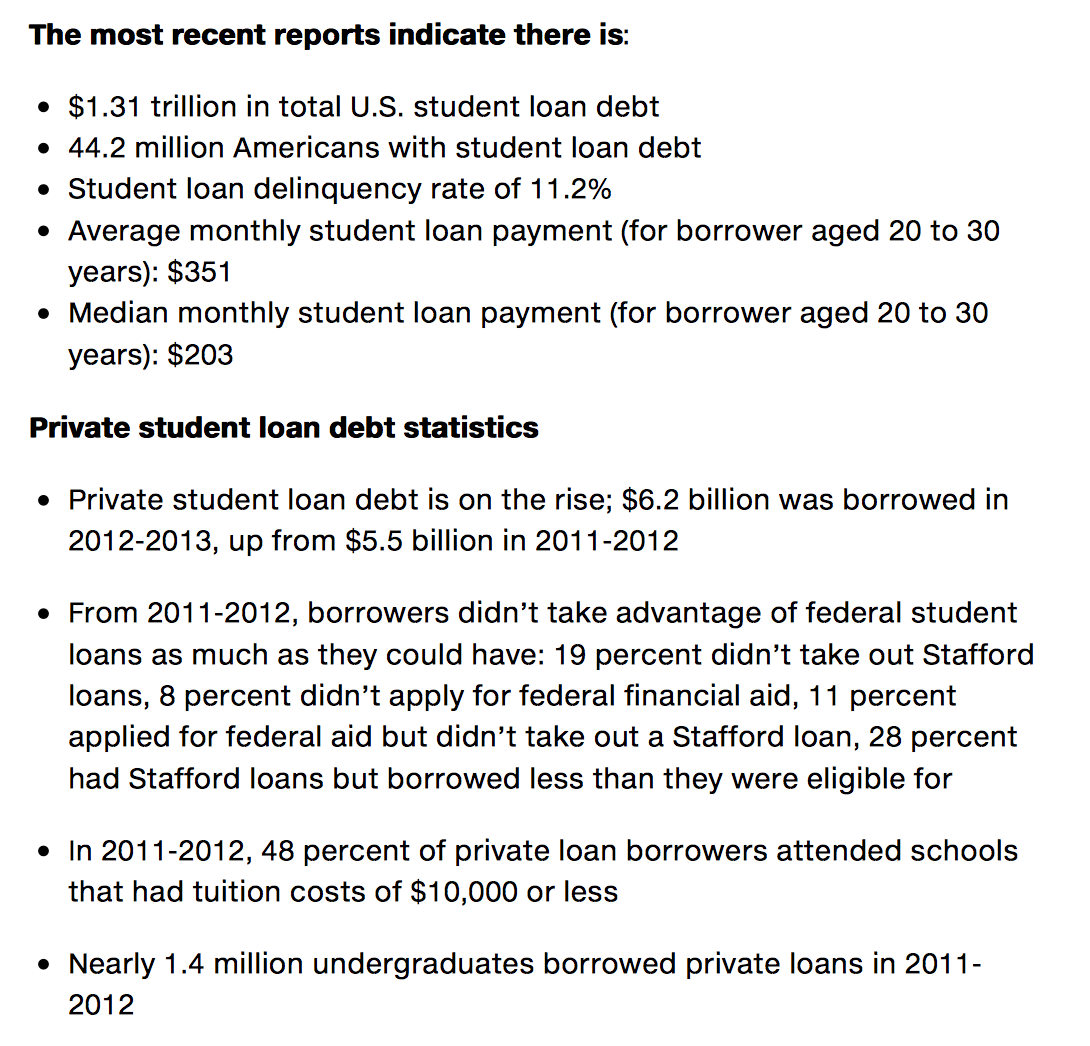 The most recent reports indicate there is:
• $1.31 trillion in total U.S. student loan debt
• 44.2 million Americans with student loan debt
• Student loan delinquency rate of 11.2%
• Average monthly student loan payment (for borrower aged 20 to 30
years): $351
• Median monthly student loan payment (for borrower aged 20 to 30
years): $203
Private student loan debt statistics
• Private student loan debt is on the rise; $6.2 billion was borrowed in
2012-2013, up from $5.5 billion in 2011-2012
• From 2011-2012, borrowers didn’t take advantage of federal student
loans as much as they could have: 19 percent didn’t take out Stafford
loans, 8 percent didn’t apply for federal financial aid, 11 percent
applied for federal aid but didn’t take out a Stafford loan, 28 percent
had Stafford loans but borrowed less than they were eligible for
• In 2011-2012, 48 percent of private loan borrowers attended schools
that had tuition costs of $10,000 or less
• Nearly 1.4 million undergraduates borrowed private loans in 2011-
2012